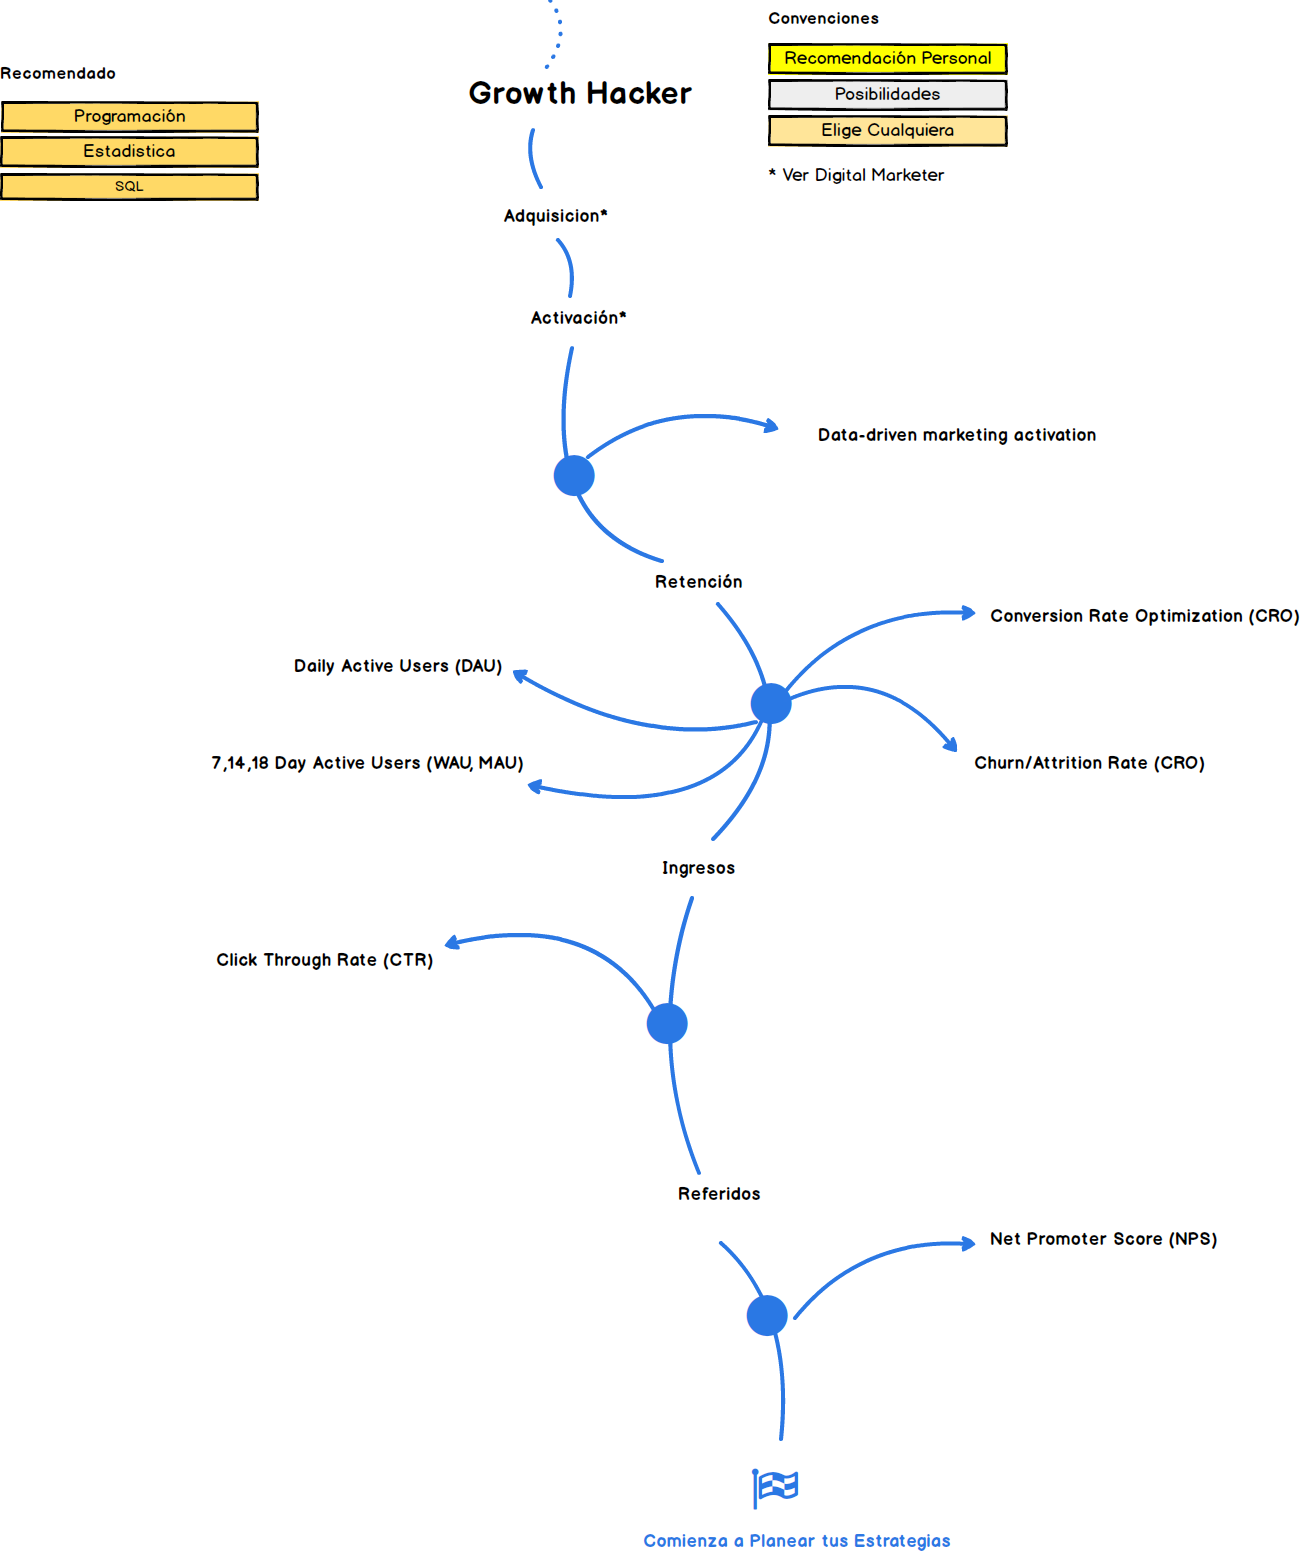 Convenciones
Recomendación Personal
Posibilidades
Elige Cualquiera
* Ver Digital Marketer
Recomendado
Programación
Estadistica
SQL
Growth Hacker
Adquisicion*
Activación*
Data-driven marketing activation
Retención
Conversion Rate Optimization (CRO)
Daily Active Users (DAU)
7,14,18 Day Active Users (WAU, MAU)
Churn/Attrition Rate (CRO)
Ingresos
Click Through Rate (CTR)
Referidos
Net Promoter Score (NPS)
Comienza a Planear tus Estrategias